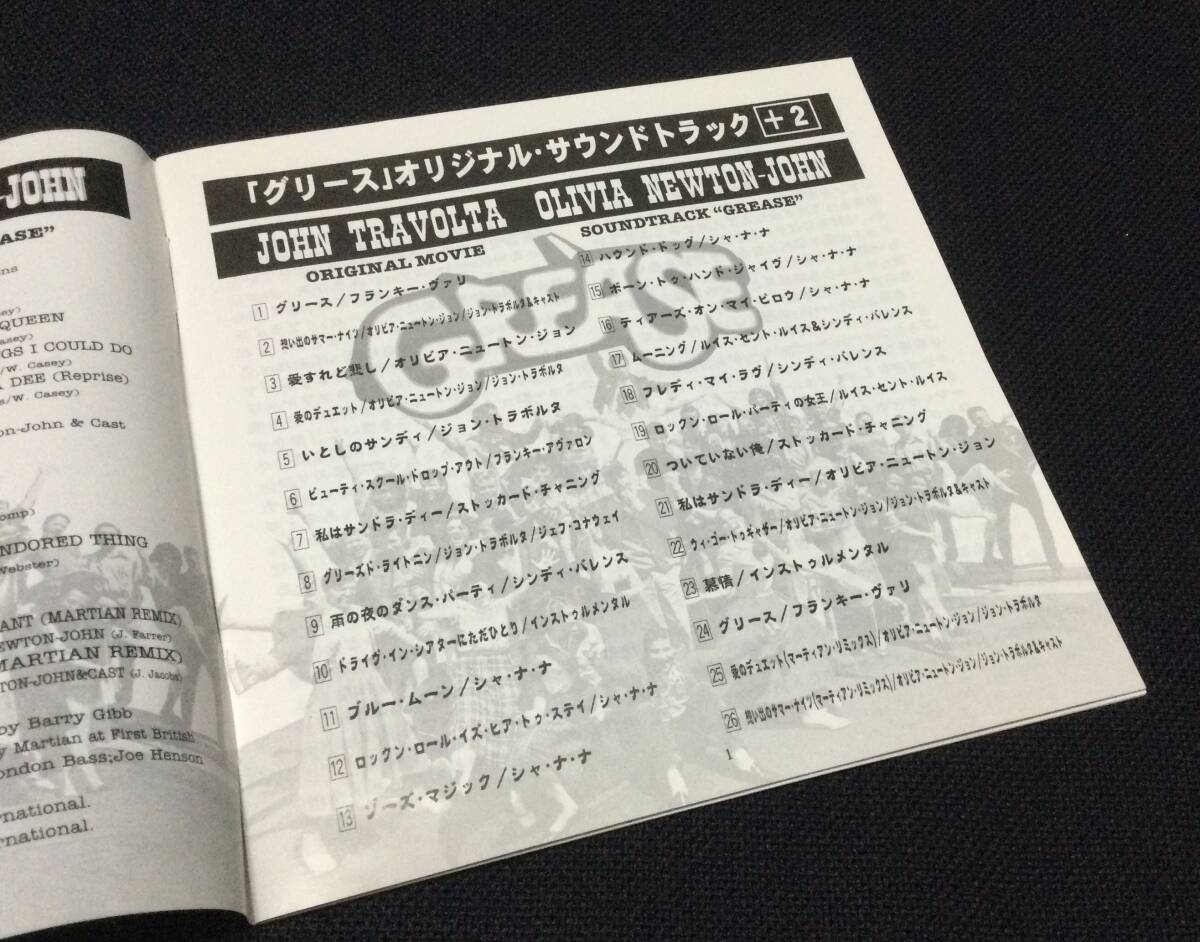 -JOHN
EASE"
ns
ey)
QUEEN
asey)
NGS I COULD DO
s/W. Casey)
A DEE (Reprise)
s/W. Casey)
on-John & Cast
omp)
NDORED THING
Webster)
ANT (MARTIAN REMIX)
NEWTON-JOHN (J. Farrer)
(MARTIAN REMIX)
TON-JOHN&CAST (J. Jacobs)
by Barry Gibb
y Martian at First British
ondon Bass;Joe Henson
national.
rnational.
「グリース」オリジナル・サウンドトラック +2
JOHN TRAVOLTA OLIVIA NEWTON-JOHN
ORIGINAL MOVIE SOUNDTRACK "GREASE"
GREASE
1 グリース/フランキー・ヴァリ
2 想い出のサマー・ナイツ/オリビア・ニュートン・ジョン/ジョン・トラボルタ&キャスト
3 愛すれど悲し/オリビア・ニュートン・ジョン
4 愛のデュエット/オリビア・ニュートン・ジョン/ジョン・トラボルタ
5 いとしのサンディ/ジョン・トラボルタ
6 ビューティ・スクール・ドロップ・アウト/フランキー・アヴァロン
7 私はサンドラ・ディー/ストッカード・チャニング
8 グリーズド・ライトニン/ジョン・トラボルタ/ジェフ・コナウェイ
9 雨の夜のダンス・パーティ/シンディ・バレンス
10 ドライヴ・イン・シアターにただひとり/インストゥルメンタル
11 ブルー・ムーン/シャ・ナ・ナ
12 ロックン・ロール・イズ・ヒア・トゥ・ステイ/シャ・ナ・ナ
13 ゾーズ・マジック/シャ・ナ・ナ
14 ハウンド・ドッグ/シャ・ナ・ナ
15 ボーン・トゥ・ハンド・ジャイヴ/シャ・ナ・ナ
16 ティアーズ・オン・マイ・ピロウ/シャ・ナ・ナ
17 ムーニング/ルイス・セント・ルイス&シンディ・バレンス
18 フレディ・マイ・ラヴ/シンディ・バレンス
19 ロックン・ロール・パーティの女王/ルイス・セント・ルイス
20 ついていない俺/ストッカード・チャニング
21 私はサンドラ・ディー/オリビア・ニュートン・ジョン
22 ウィ・ゴー・トゥギャザー/オリビア・ニュートン・ジョン/ジョン・トラボルタ&キャスト
23 慕情/インストゥルメンタル
24 グリース/フランキー・ヴァリ
25 愛のデュエット(マーティアン・リミックス)/オリビア・ニュートン・ジョン/ジョン・トラボルタ
26 想い出のサマー・ナイツ(マーティアン・リミックス)/オリビア・ニュートン・ジョン/ジョン・トラボルタ&キャスト
1